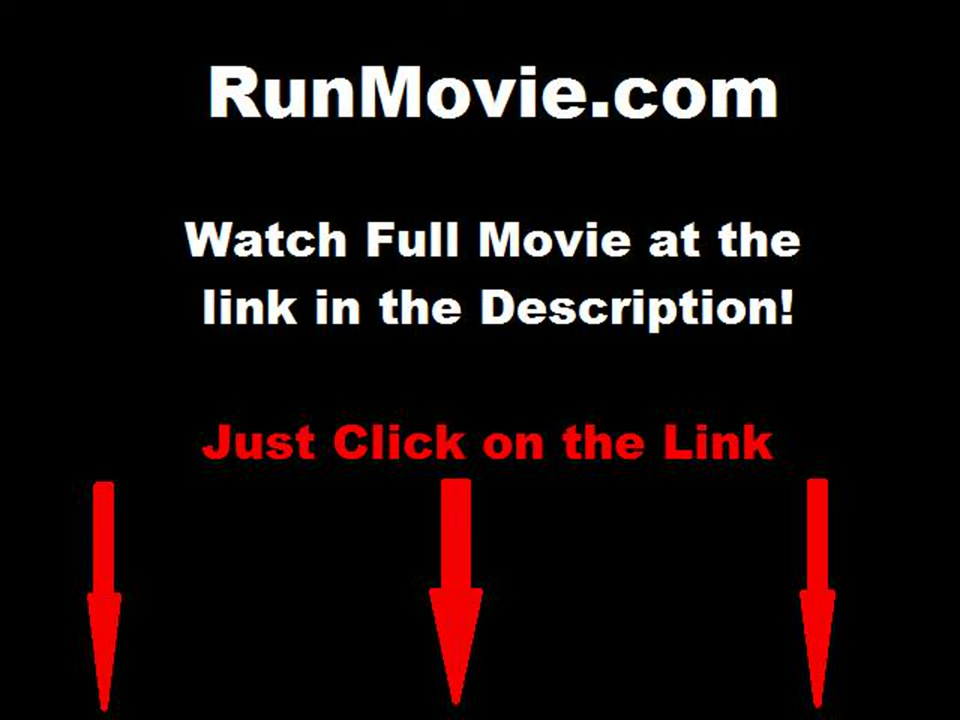 RunMovie.com
Watch Full Movie at the
link in the Description!
Just Click on the Link